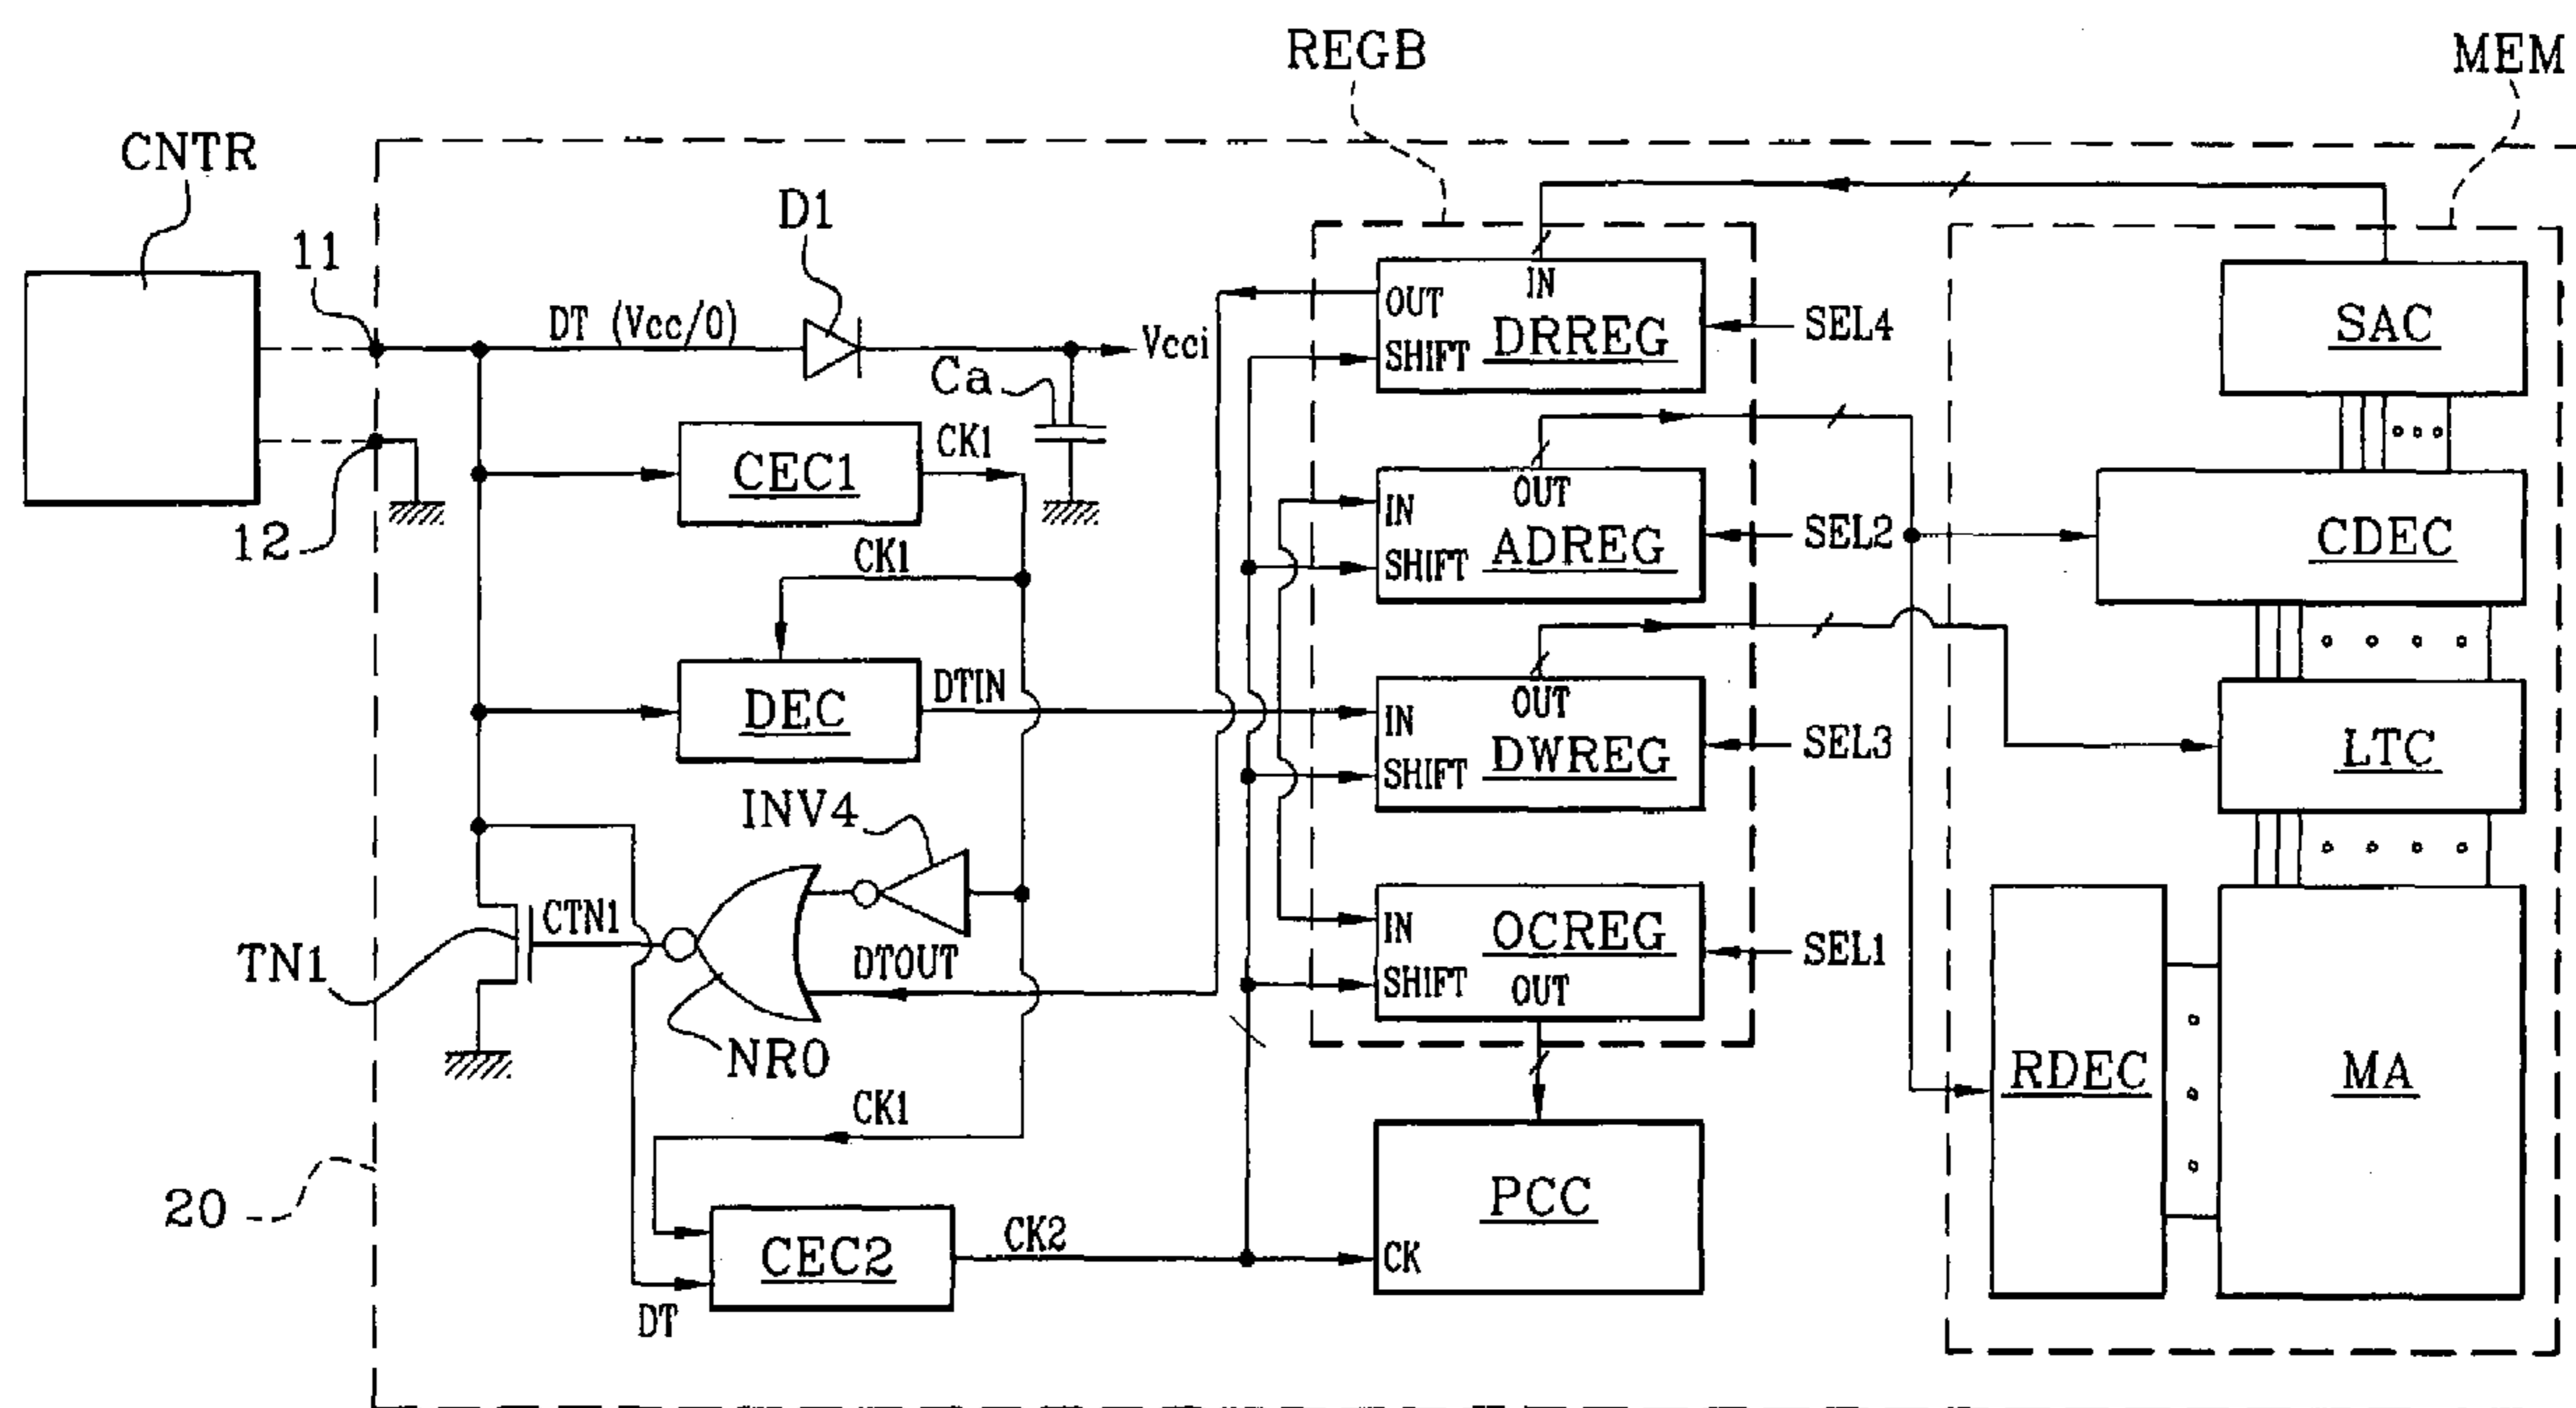 REGB
MEM
CNTR
D1
11
DT (Vcc/0)
Vcci
Ca
OUT
IN
SHIFT
DRREG
SEL4
SAC
CEC1
CK1
12
IN
OUT
SHIFT
ADREG
SEL2
CDEC
CK1
DEC
DTIN
IN
OUT
SHIFT
DWREG
SEL3
LTC
INV4
CTN1
TN1
DTOUT
NRO
IN
OCREG
SHIFT
OUT
SEL1
RDEC
MA
CK1
20
CEC2
CK2
DT
PCC
CK